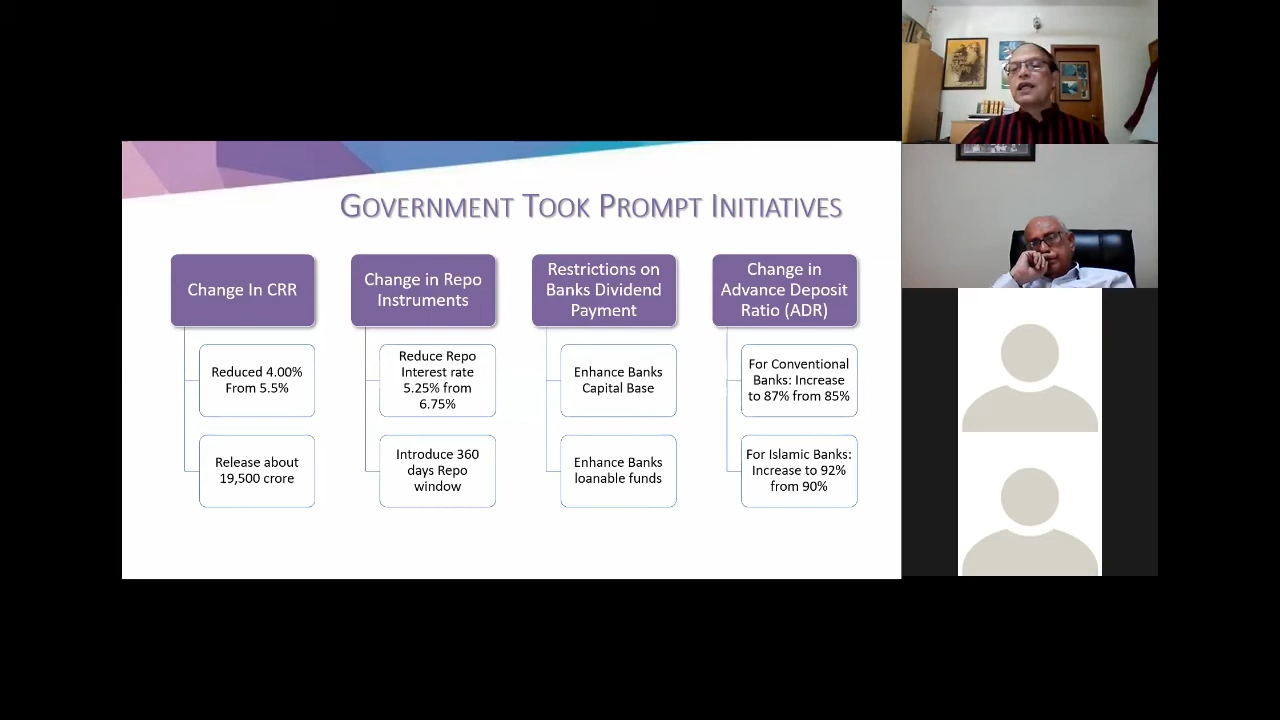 GOVERNMENT TOOK PROMPT INITIATIVES
Change In CRR
Reduced 4.00%
From 5.5%
Release about
19,500 crore
Change in Repo
Instruments
Reduce Repo
Interest rate
5.25% from
6.75%
Introduce 360
days Repo
window
Restrictions on
Banks Dividend
Payment
Enhance Banks
Capital Base
Enhance Banks
loanable funds
Change in
Advance Deposit
Ratio (ADR)
For Conventional
Banks: Increase
to 87% from 85%
For Islamic Banks:
Increase to 92%
from 90%